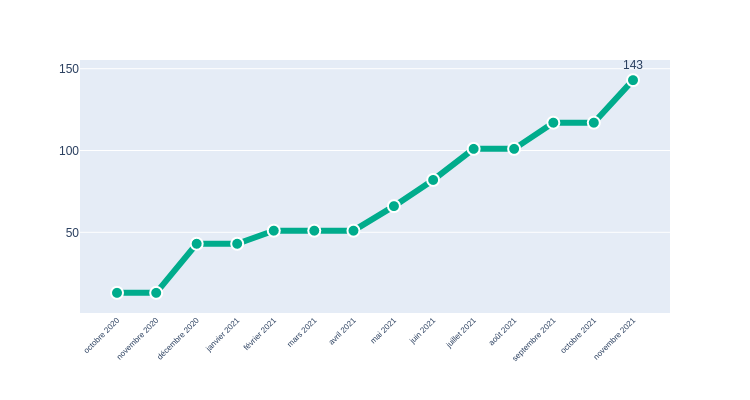 143
150
100
50
octobre 2020
novembre 2020
décembre 2020
janvier 2021
février 2021
mars 2021
avril 2021
mai 2021
juin 2021
juillet 2021
août 2021
septembre 2021
octobre 2021
novembre 2021